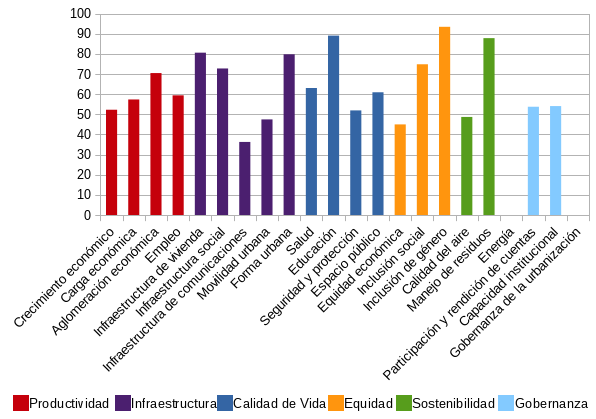 100
90
80
70
60
50
40
30
20
10
0
Crecimiento económico
Carga económica
Aglomeración económica
Empleo
Infraestructura de vivienda
Infraestructura social
Infraestructura de comunicaciones
Movilidad urbana
Forma urbana
Salud
Educación
Seguridad y protección
Espacio público
Equidad económica
Inclusión social
Inclusión de género
Calidad del aire
Manejo de residuos
Energía
Participación y rendición de cuentas
Capacidad institucional
Gobernanza de la urbanización
Productividad Infraestructura Calidad de Vida Equidad Sostenibilidad Gobernanza